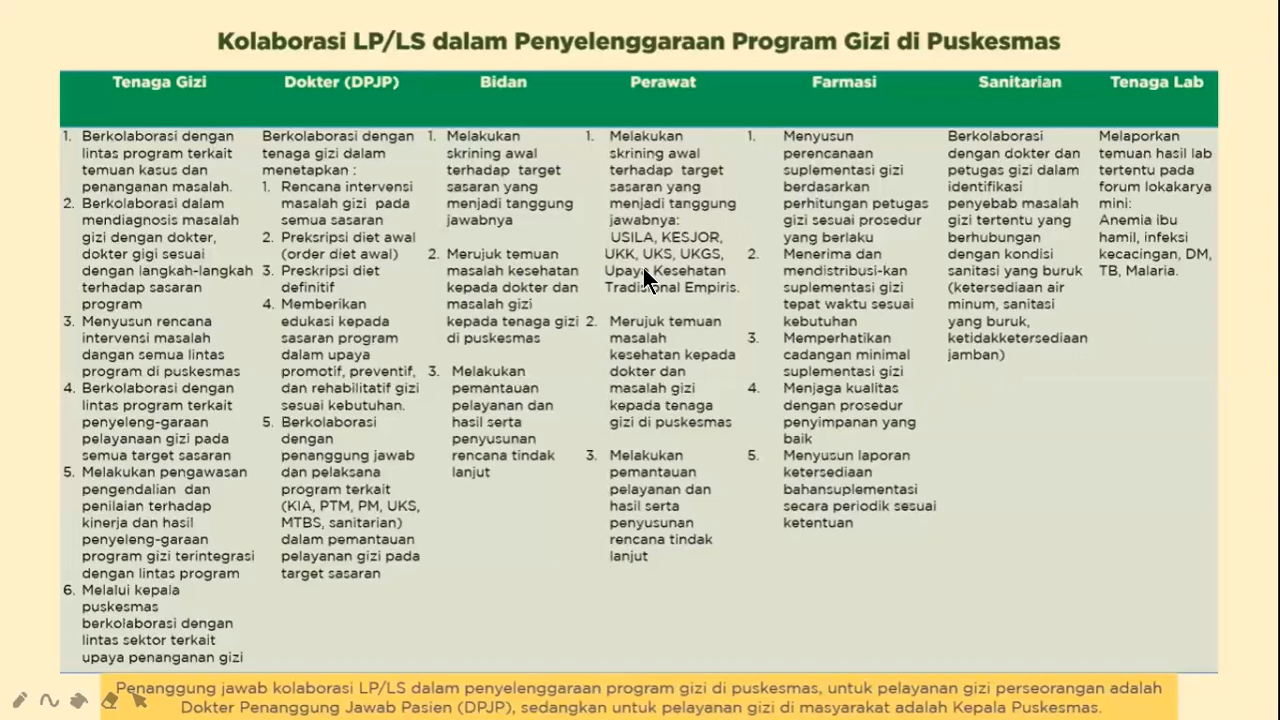 Kolaborasi LP/LS dalam Penyelenggaraan Program Gizi di Puskesmas
Tenaga Gizi
1. Berkolaborasi dengan
lintas program terkait
temuan kasus dan
penanganan masalah.
2. Berkolaborasi dalam
mendiagnosis masalah
gizi dengan dokter,
dokter gigi sesuai
dengan langkah-langkah
terhadap sasaran
program
3. Menyusun rencana
intervensi masalah
dangan semua lintas
program di puskesmas
4. Berkolaborasi dengan
lintas program terkait
penyeleng-garaan
pelayanaan gizi pada
semua target sasaran
5. Melakukan pengawasan
pengendalian dan
penilaian terhadap
kinerja dan hasil
penyeleng-garaan
program gizi terintegrasi
dengan lintas program
6. Melalui kepala
puskesmas
berkolaborasi dengan
lintas sektor terkait
upaya penanganan gizi
Dokter (DPJP)
Berkolaborasi dengan
tenaga gizi dalam
menetapkan :
1. Rencana intervensi
masalah gizi pada
semua sasaran
2. Preksripsi diet awal
(order diet awal)
3. Preskripsi diet
definitif
4. Memberikan
edukasi kepada
sasaran program
dalam upaya
promotif, preventif,
dan rehabilitatif gizi
sesuai kebutuhan.
5. Berkolaborasi
dengan
penanggung jawab
dan pelaksana
program terkait
(KIA, PTM, PM, UKS,
MTBS, sanitarian)
dalam pemantauan
pelayanan gizi pada
target sasaran
Bidan
1. Melakukan
skrining awal
terhadap target
sasaran yang
menjadi tanggung
jawabnya
2. Merujuk temuan
masalah kesehatan
kepada dokter dan
masalah gizi
kepada tenaga gizi
di puskesmas
3. Melakukan
pemantauan
pelayanan dan
hasil serta
penyusunan
rencana tindak
lanjut
Perawat
1. Melakukan
skrining awal
terhadap target
sasaran yang
menjadi tanggung
jawabnya:
USILA, KESJOR,
UKK, UKS, UKGS,
Upaya Kesehatan
Tradisional Empiris.
2. Merujuk temuan
masalah
kesehatan kepada
dokter dan
masalah gizi
kepada tenaga
gizi di puskesmas
3. Melakukan
pemantauan
pelayanan dan
hasil serta
penyusunan
rencana tindak
lanjut
Farmasi
1. Menyusun
perencanaan
suplementasi gizi
berdasarkan
perhitungan petugas
gizi sesuai prosedur
yang berlaku
2. Menerima dan
mendistribusi-kan
suplementasi gizi
tepat waktu sesuai
kebutuhan
3. Memperhatikan
cadangan minimal
suplementasi gizi
4. Menjaga kualitas
dengan prosedur
penyimpanan yang
baik
5. Menyusun laporan
ketersediaan
bahansuplementasi
secara periodik sesuai
ketentuan
Sanitarian
Berkolaborasi
dengan dokter dan
petugas gizi dalam
identifikasi
penyebab masalah
gizi tertentu yang
berhubungan
dengan kondisi
sanitasi yang buruk
(ketersediaan air
minum, sanitasi
yang buruk,
ketidakketersediaan
jamban)
Tenaga Lab
Melaporkan
temuan hasil lab
tertentu pada
forum lokakarya
mini:
Anemia ibu
hamil, infeksi
kecacingan, DM,
TB, Malaria.
Penanggung jawab kolaborasi LP/LS dalam penyelenggaraan program gizi di puskesmas, untuk pelayanan gizi perseorangan adalah
Dokter Penanggung Jawab Pasien (DPJP), sedangkan untuk pelayanan gizi di masyarakat adalah Kepala Puskesmas.